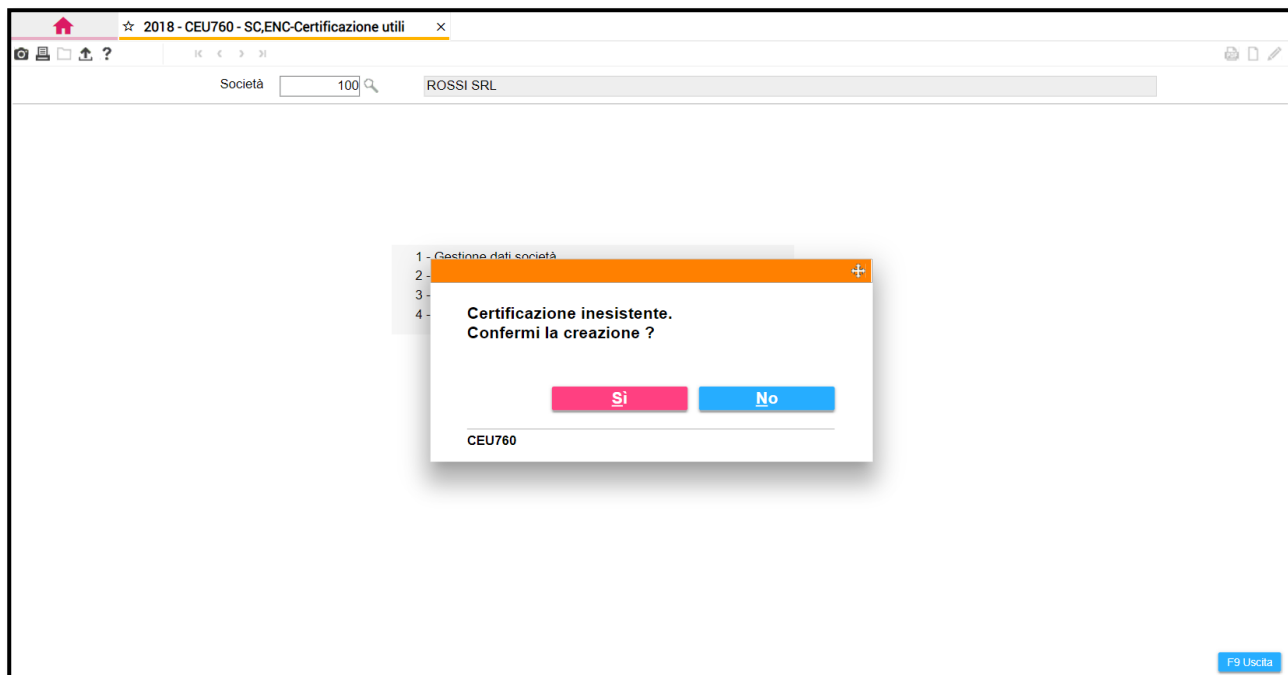 ☆ 2018 - CEU760 - SC,ENC-Certificazione utili ×
?
Società 100 ROSSI SRL
1 - Gestione dati società
2 -
3 -
4 -
Certificazione inesistente.
Confermi la creazione ?
Sì No
CEU760
F9 Uscita